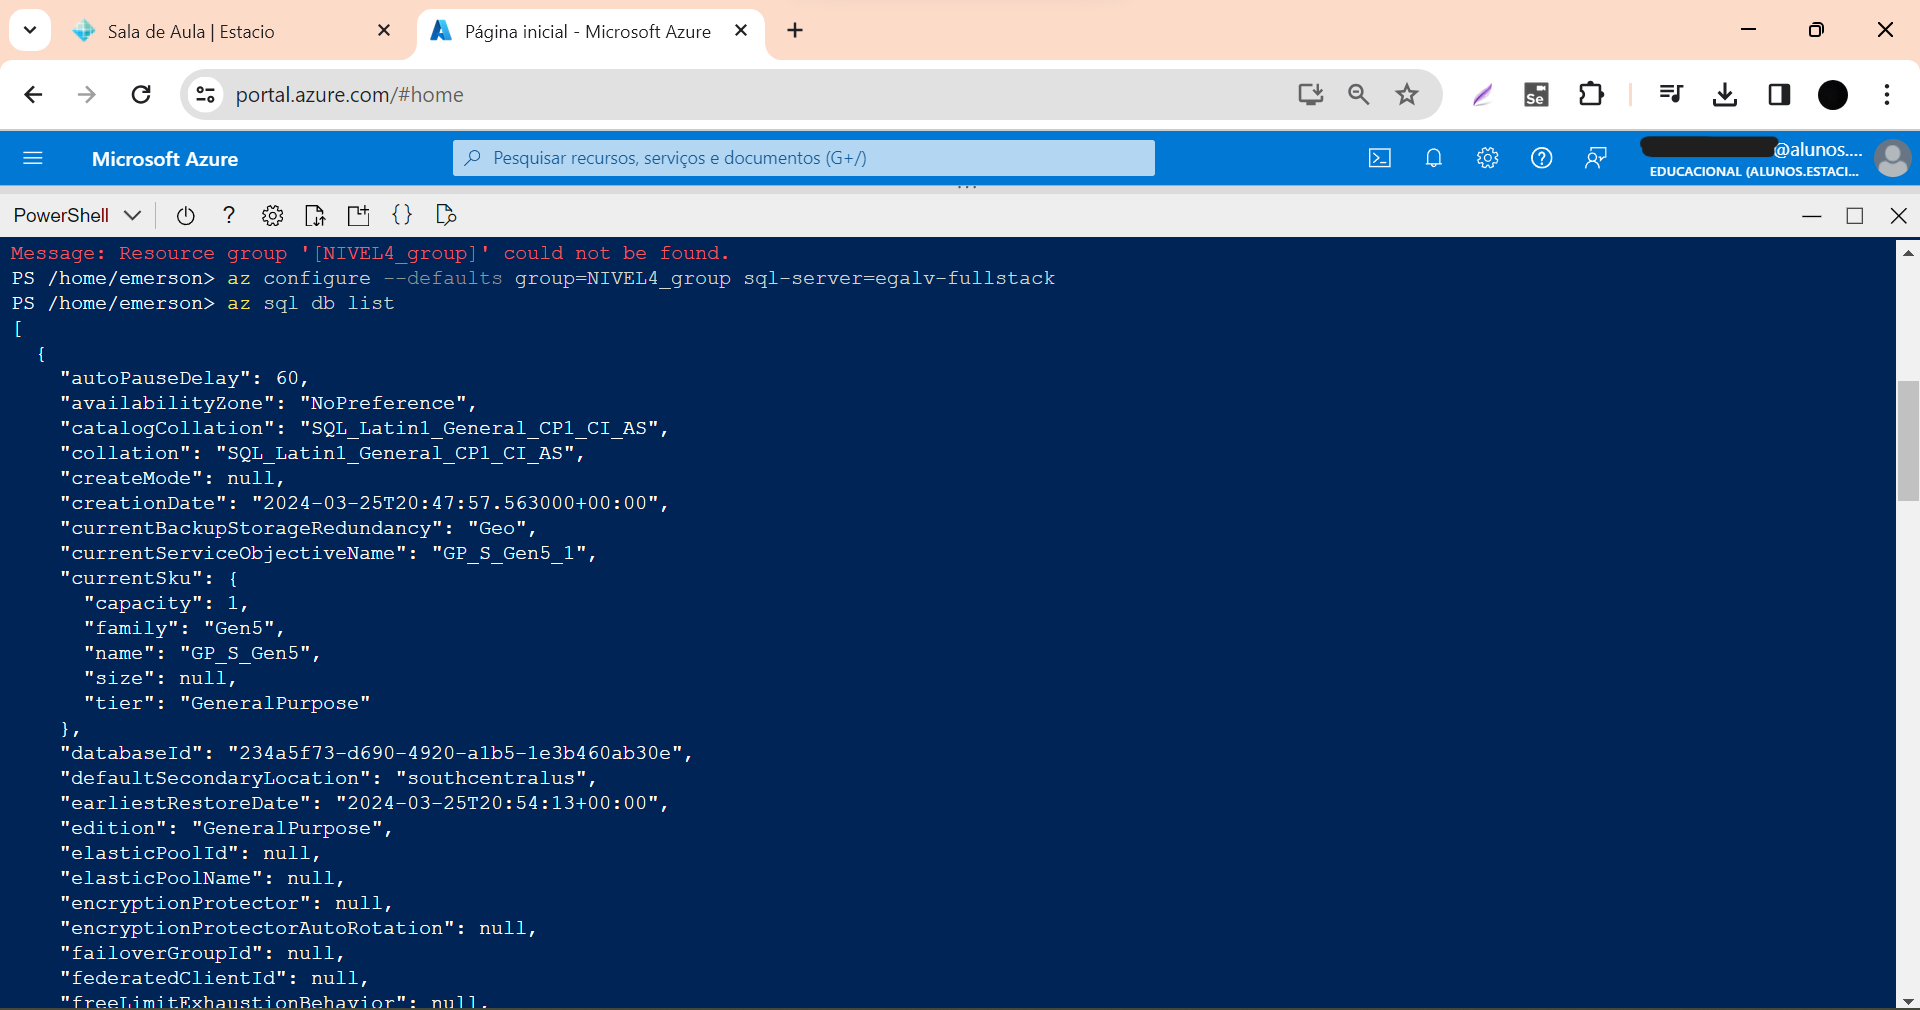 Sala de Aula | Estacio
Página inicial - Microsoft Azure
portal.azure.com/#home
Se
Microsoft Azure
Pesquisar recursos, serviços e documentos (G+/)
@alunos....
EDUCACIONAL (ALUNOS.ESTACI...
PowerShell
Message: Resource group '[NIVEL4_group]' could not be found.
PS /home/emerson> az configure --defaults group=NIVEL4_group sql-server=egalv-fullstack
PS /home/emerson> az sql db list
[
{
"autoPauseDelay": 60,
"availabilityZone": "NoPreference",
"catalogCollation": "SQL_Latin1_General_CP1_CI_AS",
"collation": "SQL_Latin1_General_CP1_CI_AS",
"createMode": null,
"creationDate": "2024-03-25T20:47:57.563000+00:00",
"currentBackupStorageRedundancy": "Geo",
"currentServiceObjectiveName": "GP_S_Gen5_1",
"currentSku": {
"capacity": 1,
"family": "Gen5",
"name": "GP_S_Gen5",
"size": null,
"tier": "GeneralPurpose"
},
"databaseId": "234a5f73-d690-4920-a1b5-1e3b460ab30e",
"defaultSecondaryLocation": "southcentralus",
"earliestRestoreDate": "2024-03-25T20:54:13+00:00",
"edition": "GeneralPurpose",
"elasticPoolId": null,
"elasticPoolName": null,
"encryptionProtector": null,
"encryptionProtectorAutoRotation": null,
"failoverGroupId": null,
"federatedClientId": null,
"freeLimitExhaustionBehavior": null,